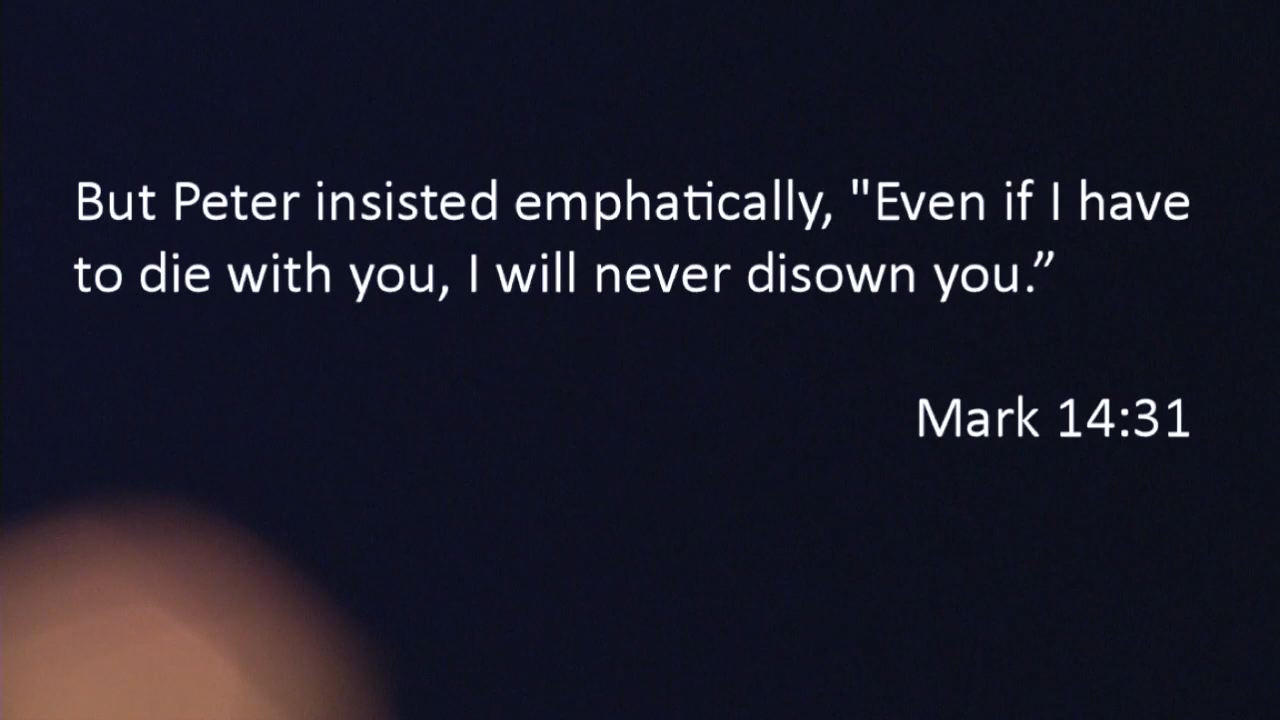 But Peter insisted emphatically, "Even if I have
to die with you, I will never disown you.”
Mark 14:31